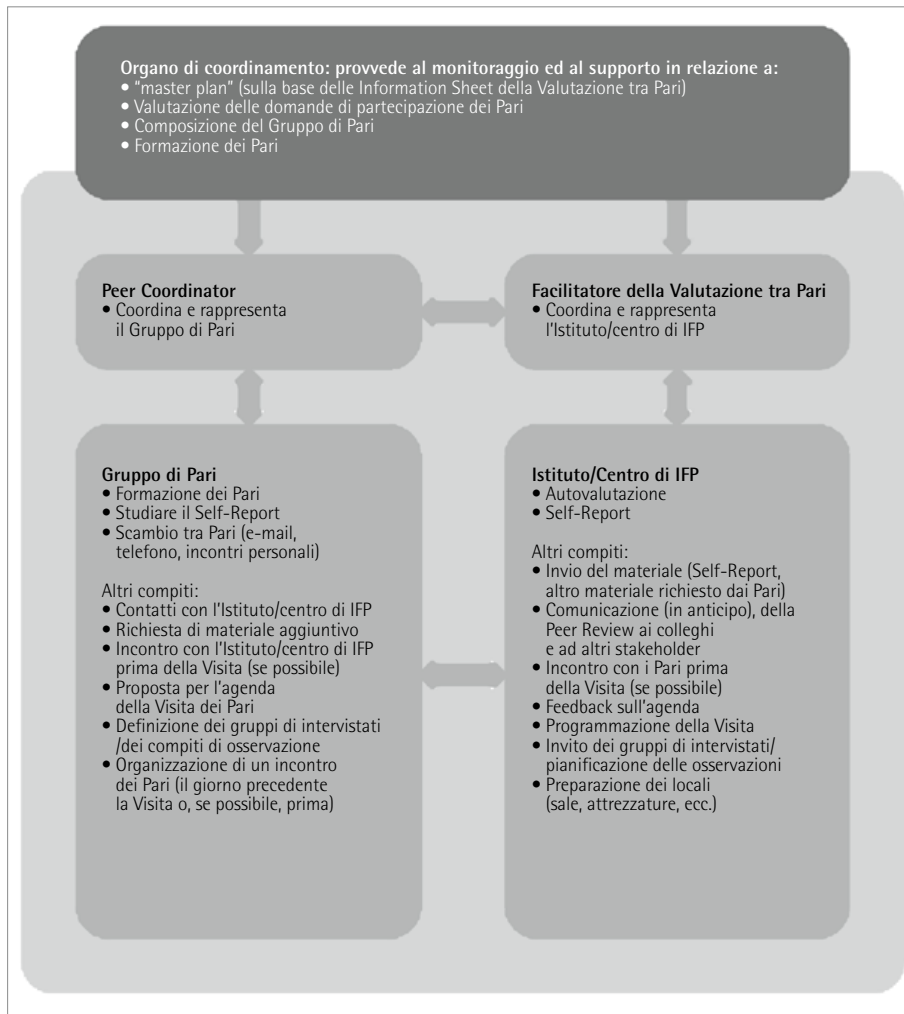 Organo di coordinamento: provvede al monitoraggio ed al supporto in relazione a:
• “master plan” (sulla base delle Information Sheet della Valutazione tra Pari)
• Valutazione delle domande di partecipazione dei Pari
• Composizione del Gruppo di Pari
• Formazione dei Pari
Peer Coordinator
• Coordina e rappresenta
il Gruppo di Pari
Facilitatore della Valutazione tra Pari
• Coordina e rappresenta
l'Istituto/centro di IFP
Gruppo di Pari
• Formazione dei Pari
• Studiare il Self-Report
• Scambio tra Pari (e-mail,
telefono, incontri personali)
Altri compiti:
• Contatti con l'Istituto/centro di IFP
• Richiesta di materiale aggiuntivo
• Incontro con l'Istituto/centro di IFP
prima della Visita (se possibile)
• Proposta per l'agenda
della Visita dei Pari
• Definizione dei gruppi di intervistati
/dei compiti di osservazione
• Organizzazione di un incontro
dei Pari (il giorno precedente
la Visita o, se possibile, prima)
Istituto/Centro di IFP
• Autovalutazione
• Self-Report
Altri compiti:
• Invio del materiale (Self-Report,
altro materiale richiesto dai Pari)
• Comunicazione (in anticipo), della
Peer Review ai colleghi
e ad altri stakeholder
• Incontro con i Pari prima
della Visita (se possibile)
• Feedback sull'agenda
• Programmazione della Visita
• Invito dei gruppi di intervistati/
pianificazione delle osservazioni
• Preparazione dei locali
(sale, attrezzature, ecc.)